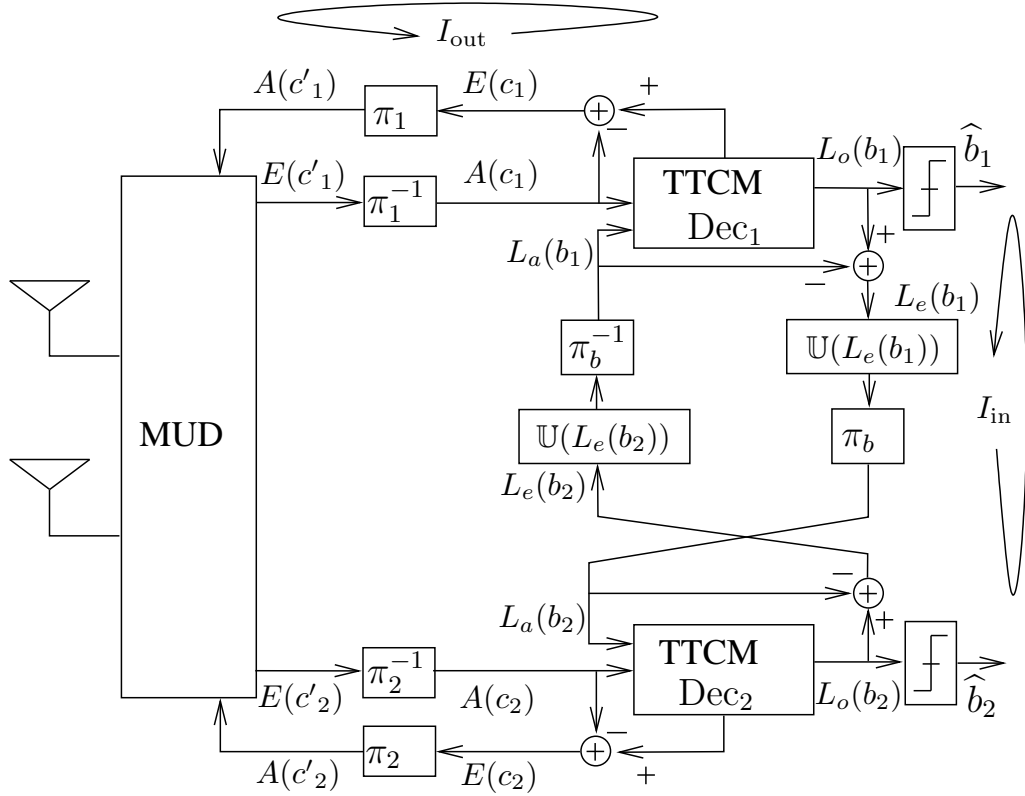 I_out
A(c'_1)
E(c_1)
+
π_1
+
−
E(c'_1)
A(c_1)
π_1^{-1}
TTCM
Dec_1
L_o(b_1)
b̂_1
L_a(b_1)
+
+
−
L_e(b_1)
π_b^{-1}
𝕌(L_e(b_1))
MUD
𝕌(L_e(b_2))
π_b
I_in
L_e(b_2)
−
+
+
L_a(b_2)
π_2^{-1}
TTCM
Dec_2
E(c'_2)
A(c_2)
L_o(b_2)
b̂_2
−
π_2
+
+
A(c'_2)
E(c_2)